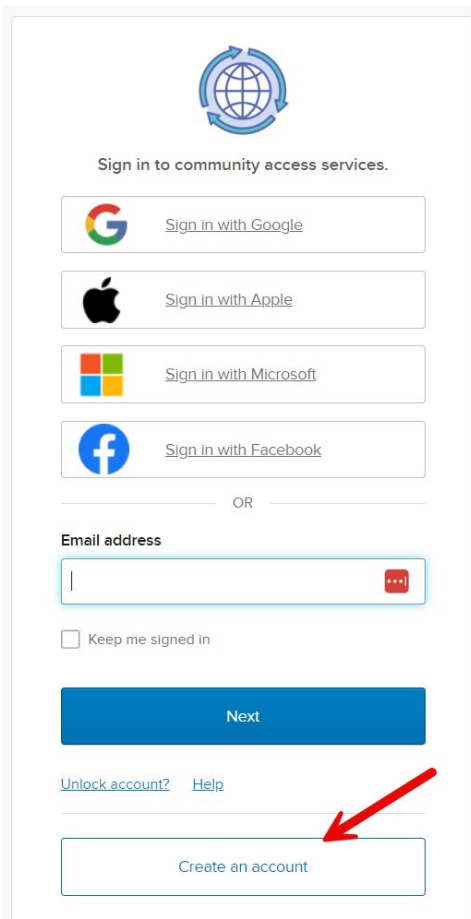 Sign in to community access services.
Sign in with Google
Sign in with Apple
Sign in with Microsoft
Sign in with Facebook
OR
Email address
Keep me signed in
Next
Unlock account? Help
Create an account